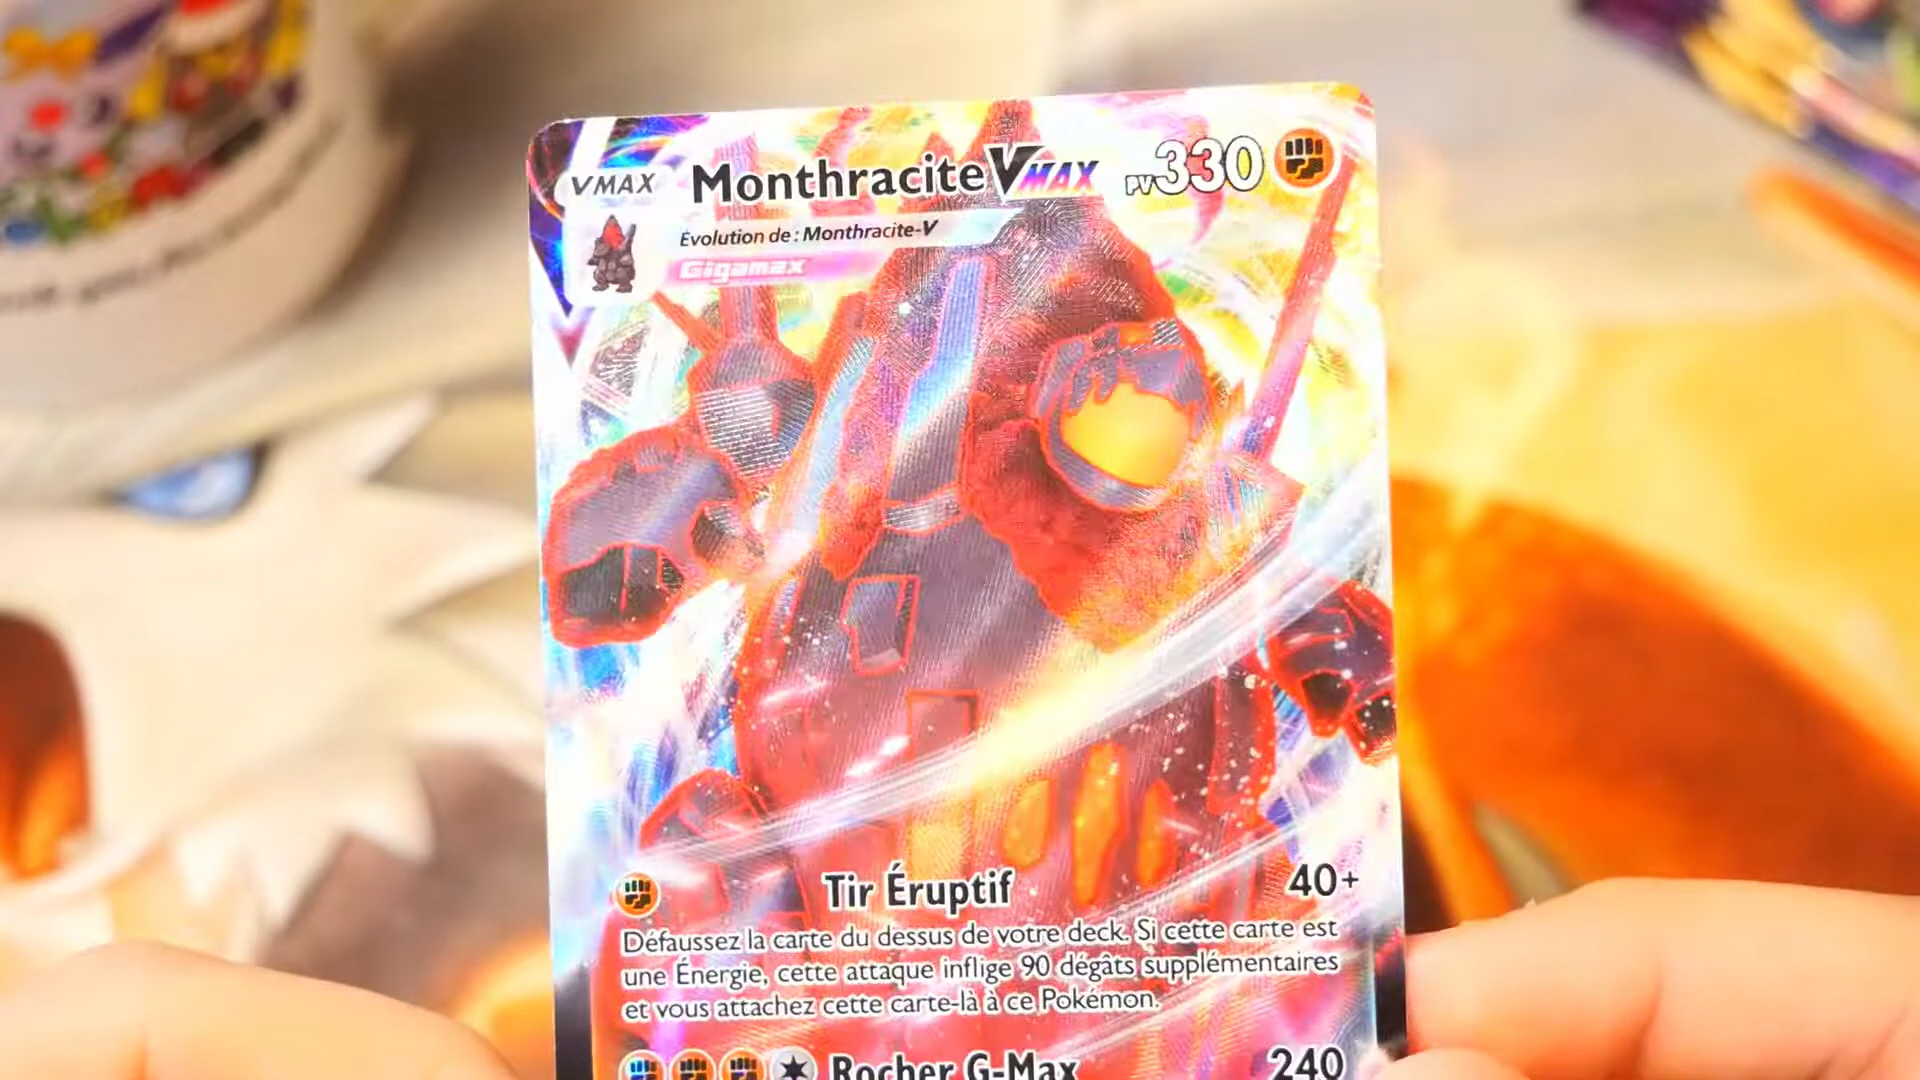 VMAX
MonthraciteVMAX PV330
Évolution de : Monthracite-V
Gigamax
Tir Éruptif 40+
Défaussez la carte du dessus de votre deck. Si cette carte est
une Énergie, cette attaque inflige 90 dégâts supplémentaires
et vous attachez cette carte-là à ce Pokémon.
Rocher G-Max 240